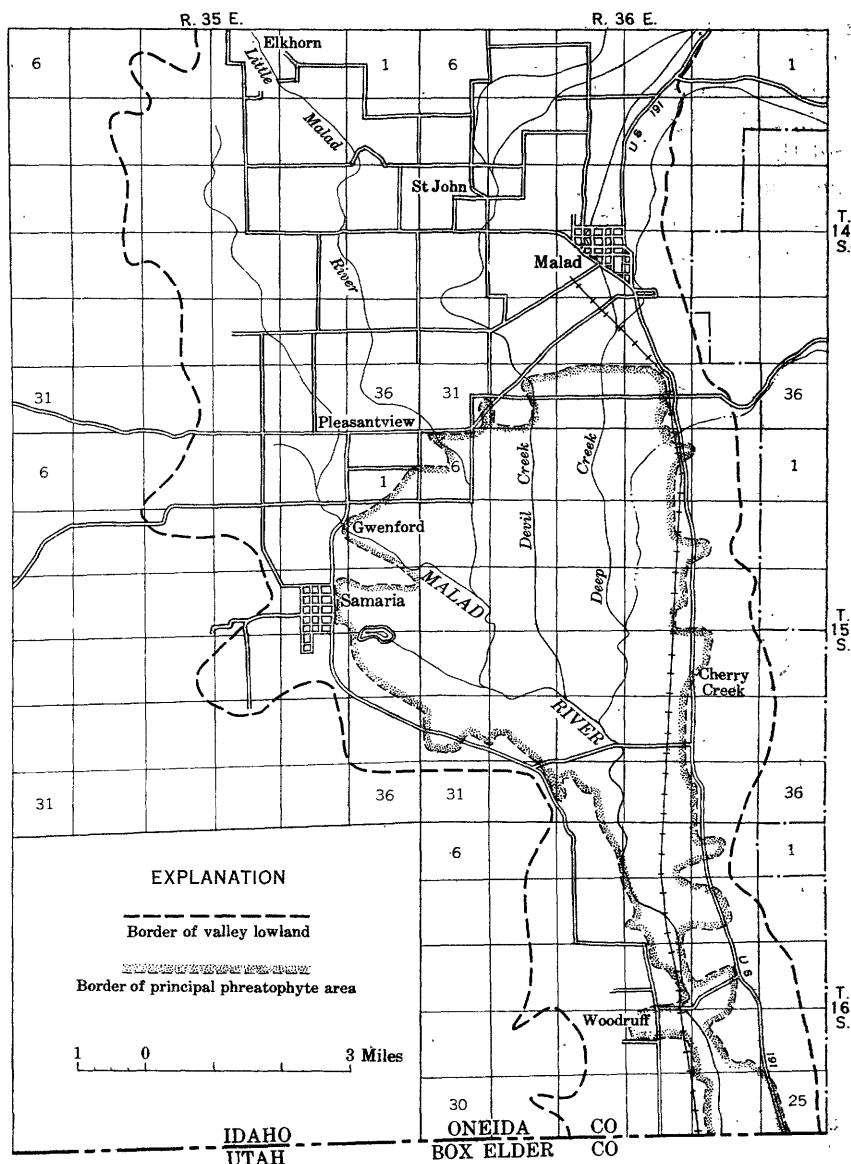 R. 35 E.
R. 36 E.
6
Elkhorn
1
6
1
Little
Malad
River
U S 191
St John
T.
14
S.
Malad
31
36
31
36
Pleasantview
6
1
6
1
Creek
Creek
Devil
Deep
Gwenford
MALAD
RIVER
Samaria
T.
15
S.
Cherry
Creek
31
36
31
36
6
1
EXPLANATION
Border of valley lowland
Border of principal phreatophyte area
U S
191
T.
16
S.
Woodruff
1 0 3 Miles
30
25
IDAHO
UTAH
ONEIDA CO
BOX ELDER CO